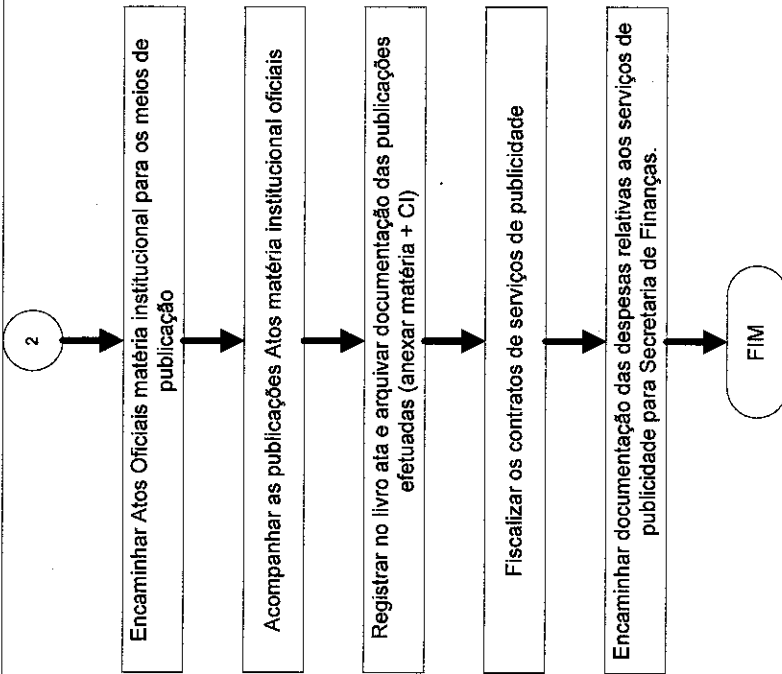 2
Encaminhar Atos Oficiais matéria institucional para os meios de
publicação
Acompanhar as publicações Atos matéria institucional oficiais
Registrar no livro ata e arquivar documentação das publicações
efetuadas (anexar matéria + CI)
Fiscalizar os contratos de serviços de publicidade
Encaminhar documentação das despesas relativas aos serviços de
publicidade para Secretaria de Finanças.
FIM